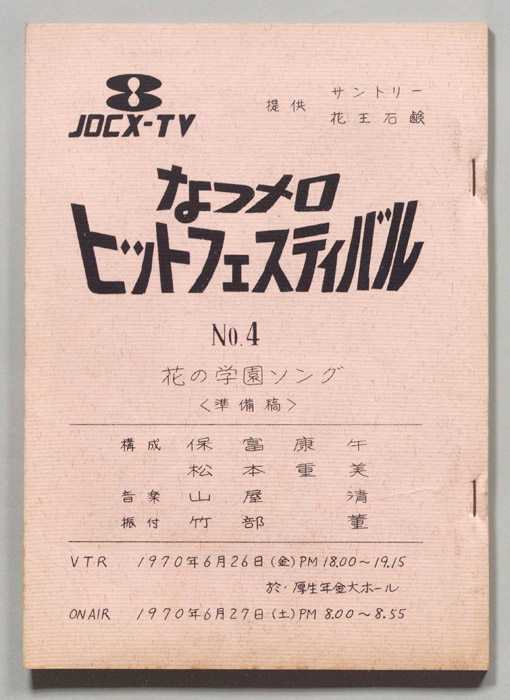 JOCX-TV
提供 サントリー
花王石鹸
なつメロ
ヒットフェスティバル
No.4
花の学園ソング
〈準備稿〉
構成 保富康午
松本重美
音楽 山屋清
振付 竹部董
VTR 1970年6月26日(金)PM 18.00〜19.15
於・厚生年金大ホール
ON AIR 1970年6月27日(土)PM 8.00〜8.55